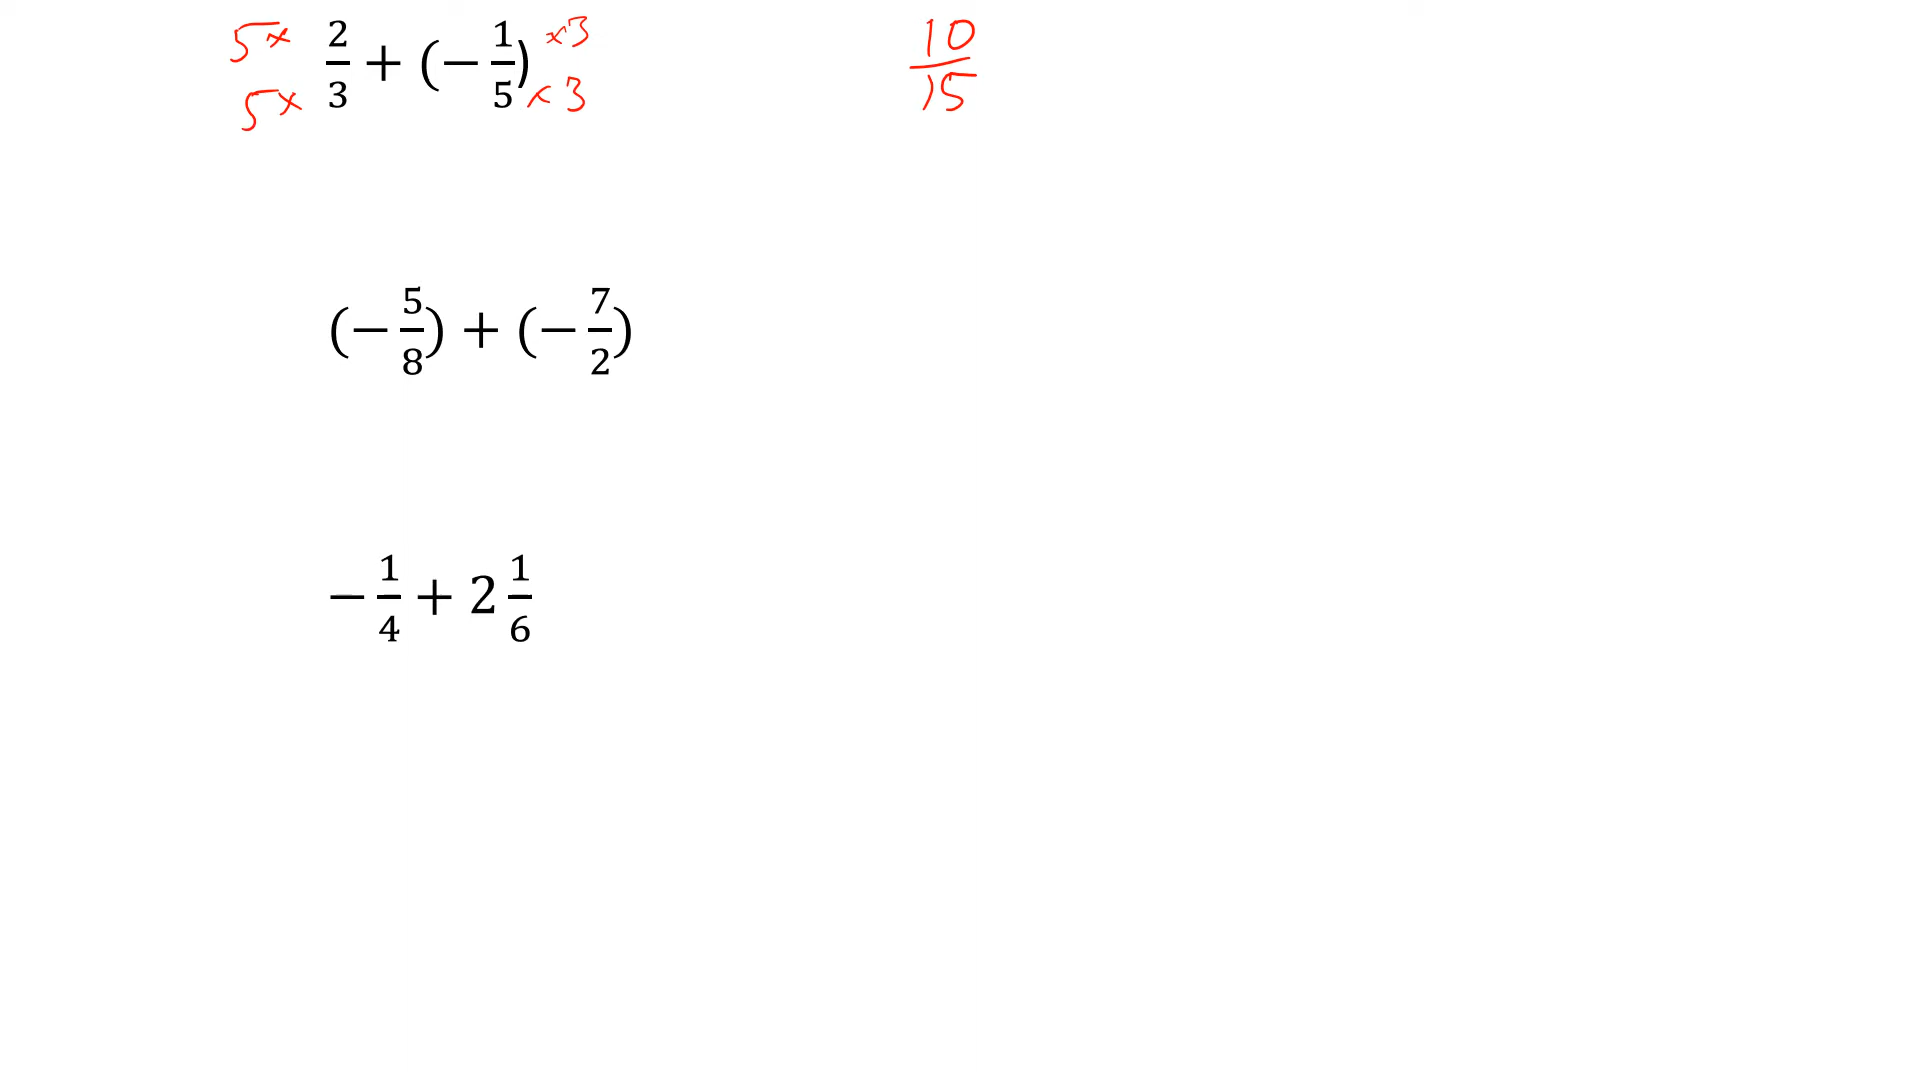 5× 2/3 + (− 1/5) ×3 10/15
5× ×3
(− 5/8) + (− 7/2)
− 1/4 + 2 1/6